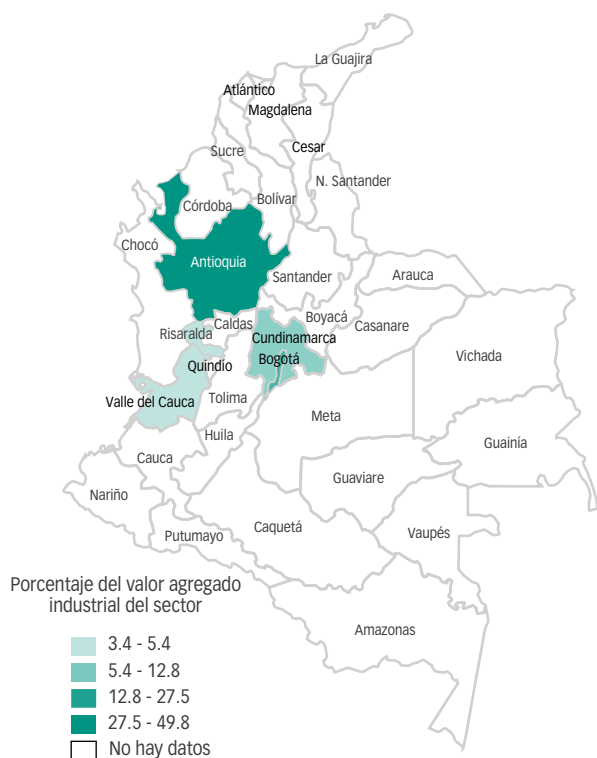 La Guajira
Atlántico
Magdalena
Cesar
Sucre
N. Santander
Bolívar
Córdoba
Chocó
Antioquia
Santander
Arauca
Boyacá
Casanare
Caldas
Risaralda
Cundinamarca
Vichada
Bogotá
Quindío
Valle del Cauca
Tolima
Meta
Huila
Guainía
Cauca
Guaviare
Nariño
Caquetá
Vaupés
Putumayo
Amazonas
Porcentaje del valor agregado
industrial del sector
3.4 - 5.4
5.4 - 12.8
12.8 - 27.5
27.5 - 49.8
No hay datos